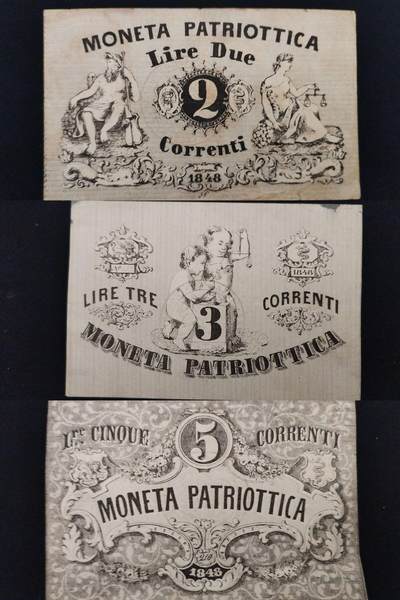 MONETA PATRIOTTICA
Lire Due
2
Correnti
1848
1848
LIRE TRE
CORRENTI
3
MONETA PATRIOTTICA
Lre CINQUE
5
CORRENTI
MONETA PATRIOTTICA
1848